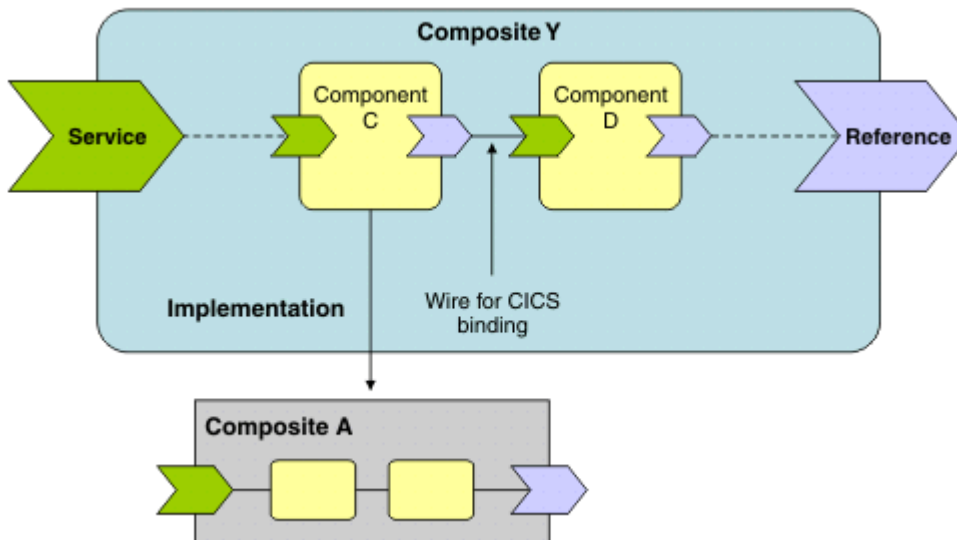 Composite Y
Component
C
Component
D
Service
Reference
Wire for CICS
binding
Implementation
Composite A